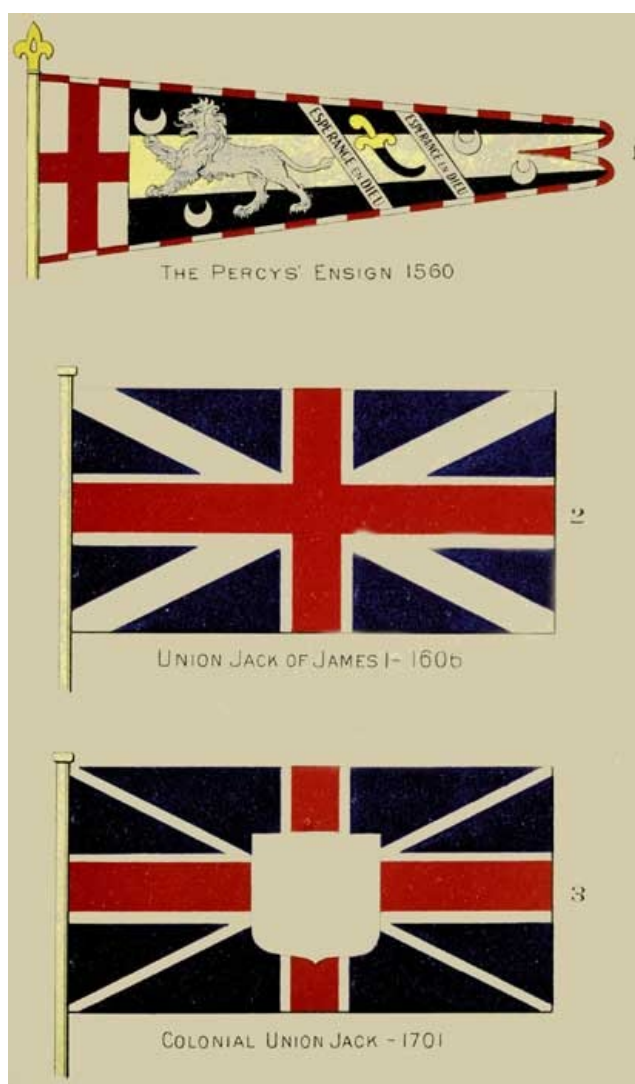 ESPERANCE EN DIEU
ESPERANCE EN DIEU
THE PERCYS' ENSIGN 1560
2
UNION JACK OF JAMES I - 1606
3
COLONIAL UNION JACK - 1701